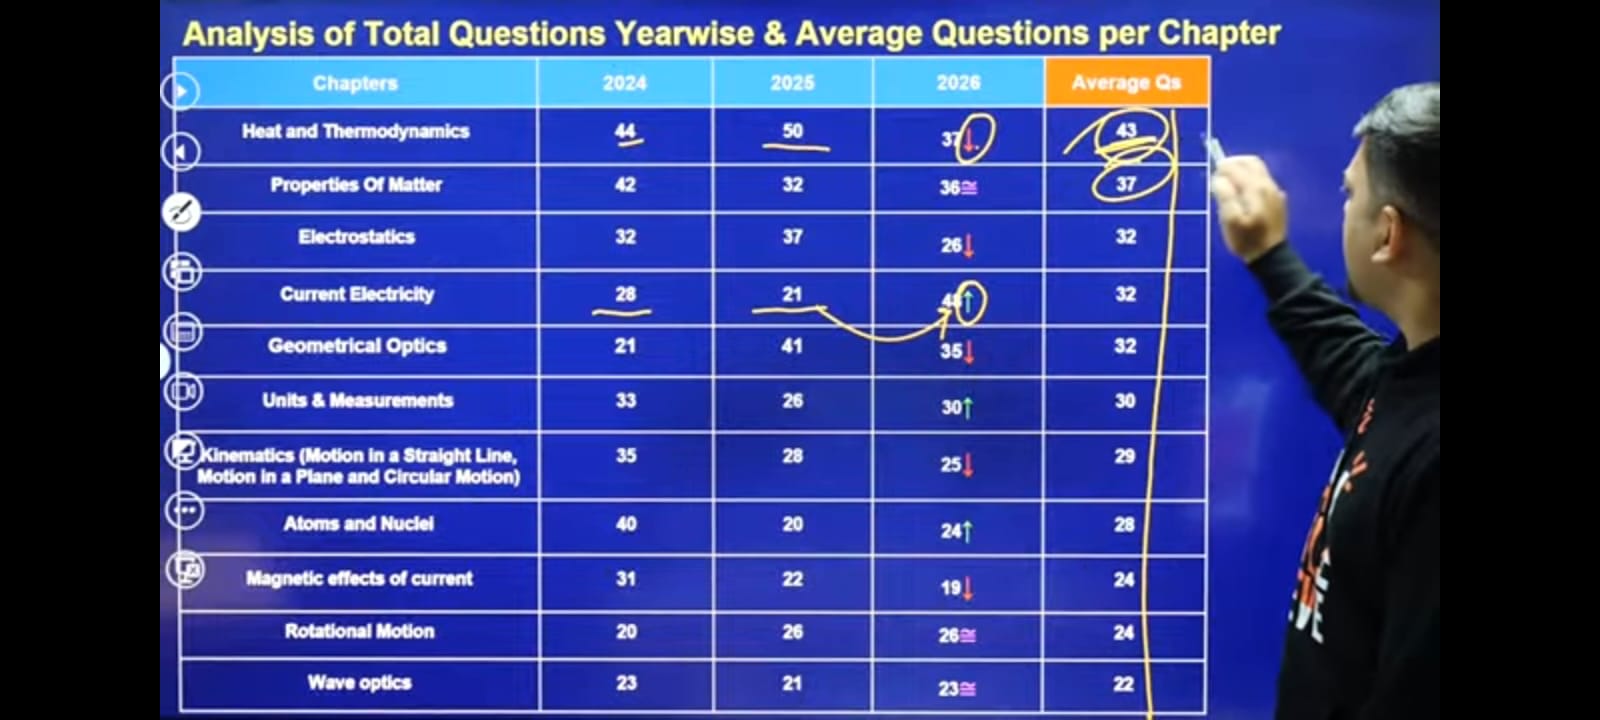 Analysis of Total Questions Yearwise & Average Questions per Chapter
Chapters 2024 2025 2026 Average Qs
Heat and Thermodynamics 44 50 37↓ 43
Properties Of Matter 42 32 36≅ 37
Electrostatics 32 37 26↓ 32
Current Electricity 28 21 48↑ 32
Geometrical Optics 21 41 35↓ 32
Units & Measurements 33 26 30↑ 30
Kinematics (Motion in a Straight Line, 35 28 25↓ 29
Motion in a Plane and Circular Motion)
Atoms and Nuclei 40 20 24↑ 28
Magnetic effects of current 31 22 19↓ 24
Rotational Motion 20 26 26≅ 24
Wave optics 23 21 23≅ 22